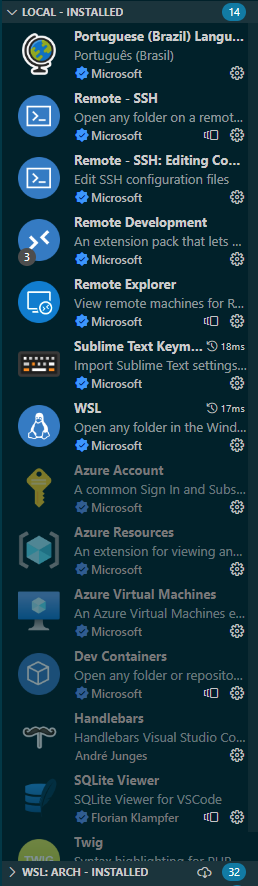 LOCAL - INSTALLED 14
Portuguese (Brazil) Langu...
Português (Brasil)
Microsoft
Remote - SSH
Open any folder on a remot...
Microsoft
Remote - SSH: Editing Co...
Edit SSH configuration files
Microsoft
Remote Development
An extension pack that lets ...
3
Microsoft
Remote Explorer
View remote machines for R...
Microsoft
Sublime Text Keym... 18ms
Import Sublime Text settings...
Microsoft
WSL 17ms
Open any folder in the Wind...
Microsoft
Azure Account
A common Sign In and Subs...
Microsoft
Azure Resources
An extension for viewing an...
Microsoft
Azure Virtual Machines
An Azure Virtual Machines e...
Microsoft
Dev Containers
Open any folder or reposito...
Microsoft
Handlebars
Handlebars Visual Studio Co...
André Junges
SQLite Viewer
SQLite Viewer for VSCode
Florian Klampfer
Twig
Syntax highlighting for PHP
WSL: ARCH - INSTALLED 32